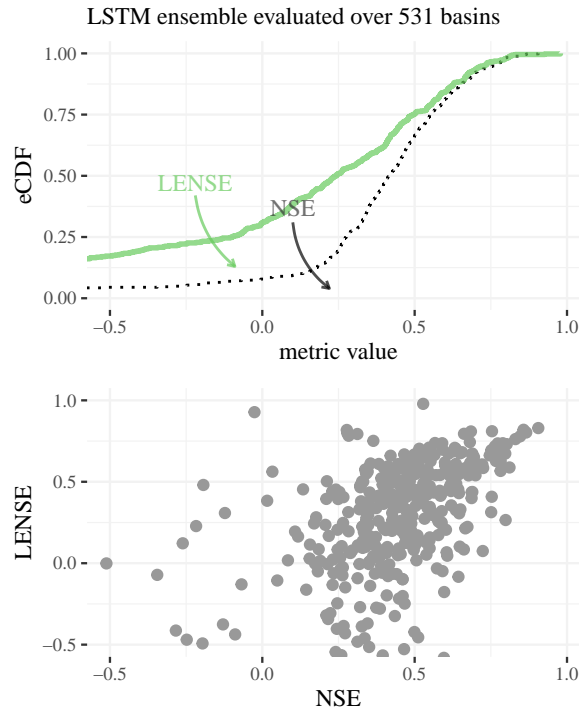 LSTM ensemble evaluated over 531 basins
1.00
0.75
0.50
0.25
0.00
eCDF
LENSE
NSE
−0.5 0.0 0.5 1.0
metric value
1.0
0.5
0.0
−0.5
LENSE
−0.5 0.0 0.5 1.0
NSE